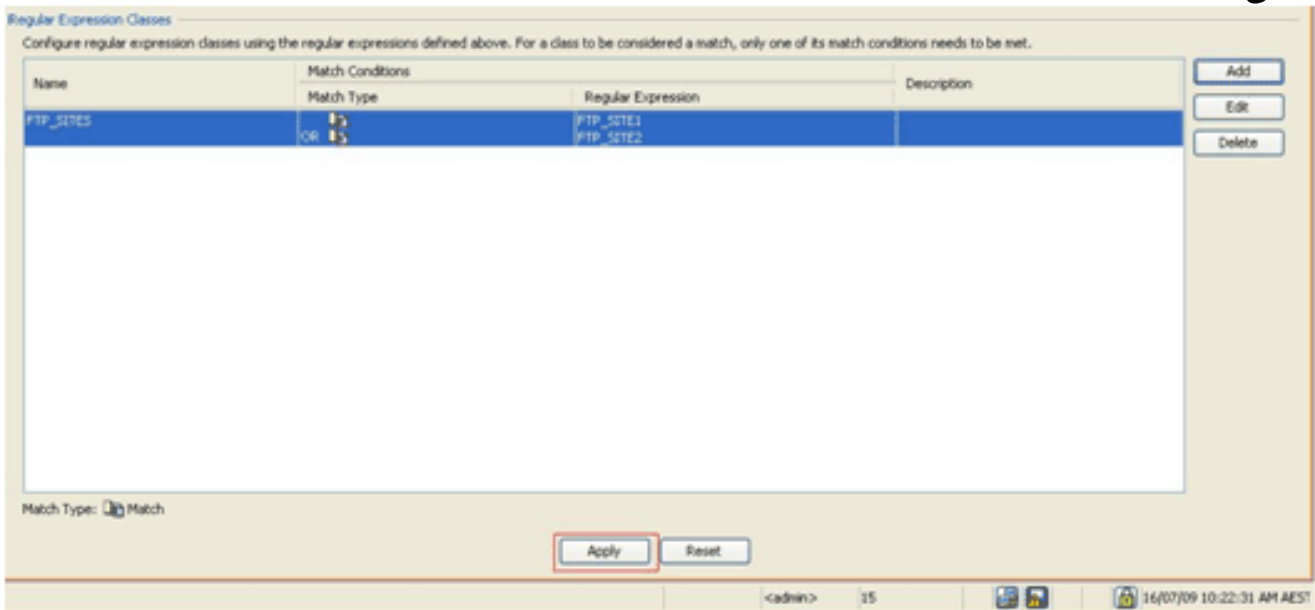 Regular Expression Classes
Configure regular expression classes using the regular expressions defined above. For a class to be considered a match, only one of its match conditions needs to be met.
Name
Match Conditions
Match Type
Regular Expression
Description
FTP_SITES
FTP_SITE1
OR
FTP_SITE2
Add
Edit
Delete
Match Type: Match
Apply
Reset
<admin>
15
16/07/09 10:22:31 AM AEST